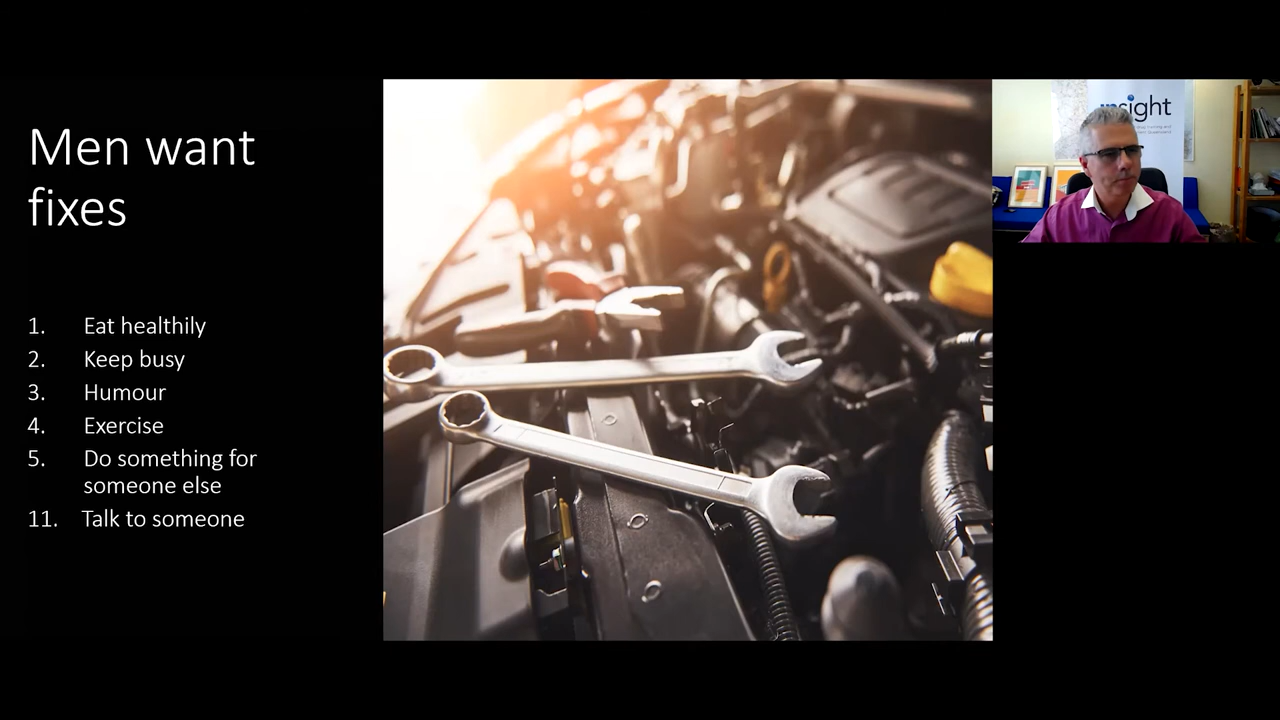 Men want
fixes
1. Eat healthily
2. Keep busy
3. Humour
4. Exercise
5. Do something for
someone else
11. Talk to someone
insight